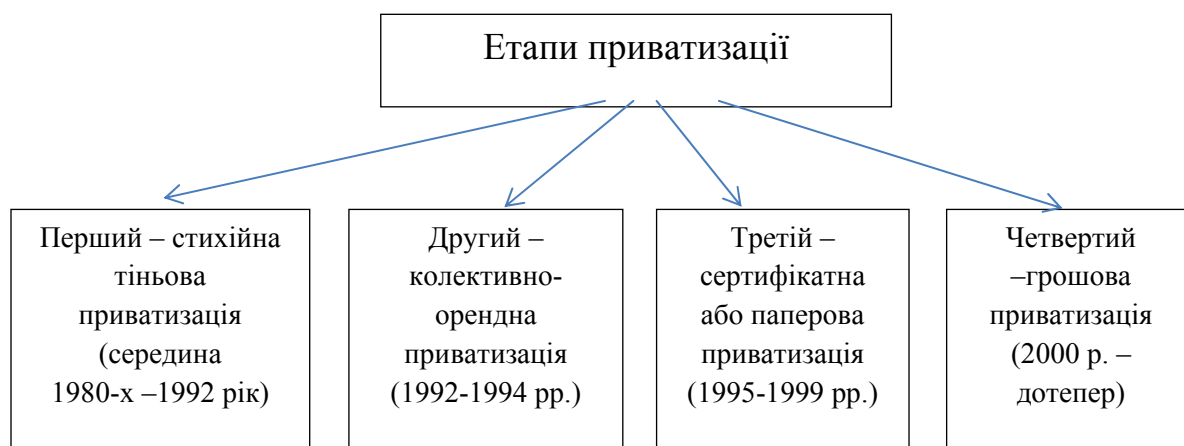 Етапи приватизації
Перший – стихійна
тіньова
приватизація
(середина
1980-х –1992 рік)
Другий –
колективно-
орендна
приватизація
(1992-1994 рр.)
Третій –
сертифікатна
або паперова
приватизація
(1995-1999 рр.)
Четвертий
–грошова
приватизація
(2000 р. –
дотепер)